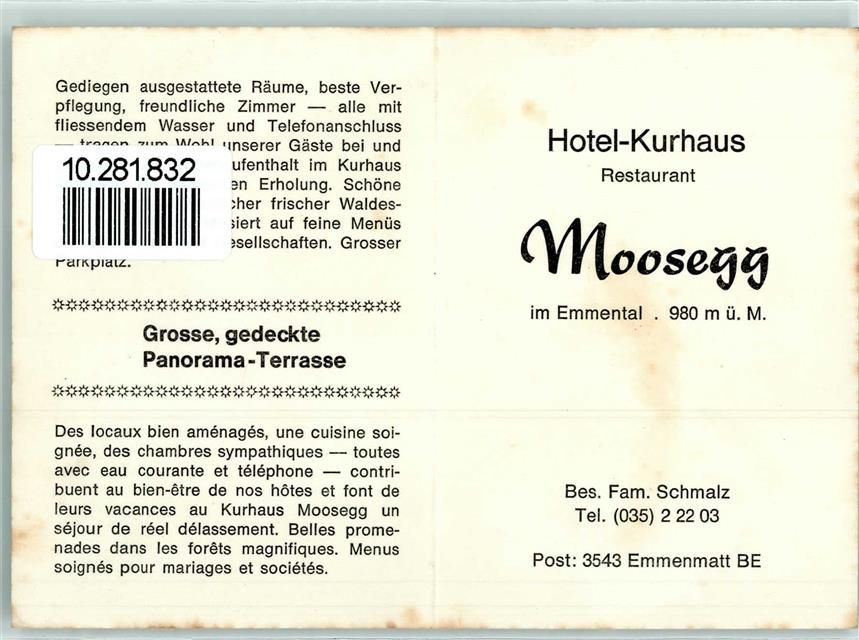 Gediegen ausgestattete Räume, beste Ver-
pflegung, freundliche Zimmer — alle mit
fliessendem Wasser und Telefonanschluss
— tragen zum Wohl unserer Gäste bei und
ufenthalt im Kurhaus
en Erholung. Schöne
cher frischer Waldes-
siert auf feine Menüs
esellschaften. Grosser
Parkplatz.
10.281.832
Grosse, gedeckte
Panorama-Terrasse
Des locaux bien aménagés, une cuisine soi-
gnée, des chambres sympathiques — toutes
avec eau courante et téléphone — contri-
buent au bien-être de nos hôtes et font de
leurs vacances au Kurhaus Moosegg un
séjour de réel délassement. Belles prome-
nades dans les forêts magnifiques. Menus
soignés pour mariages et sociétés.
Hotel-Kurhaus
Restaurant
Moosegg
im Emmental . 980 m ü. M.
Bes. Fam. Schmalz
Tel. (035) 2 22 03
Post: 3543 Emmenmatt BE